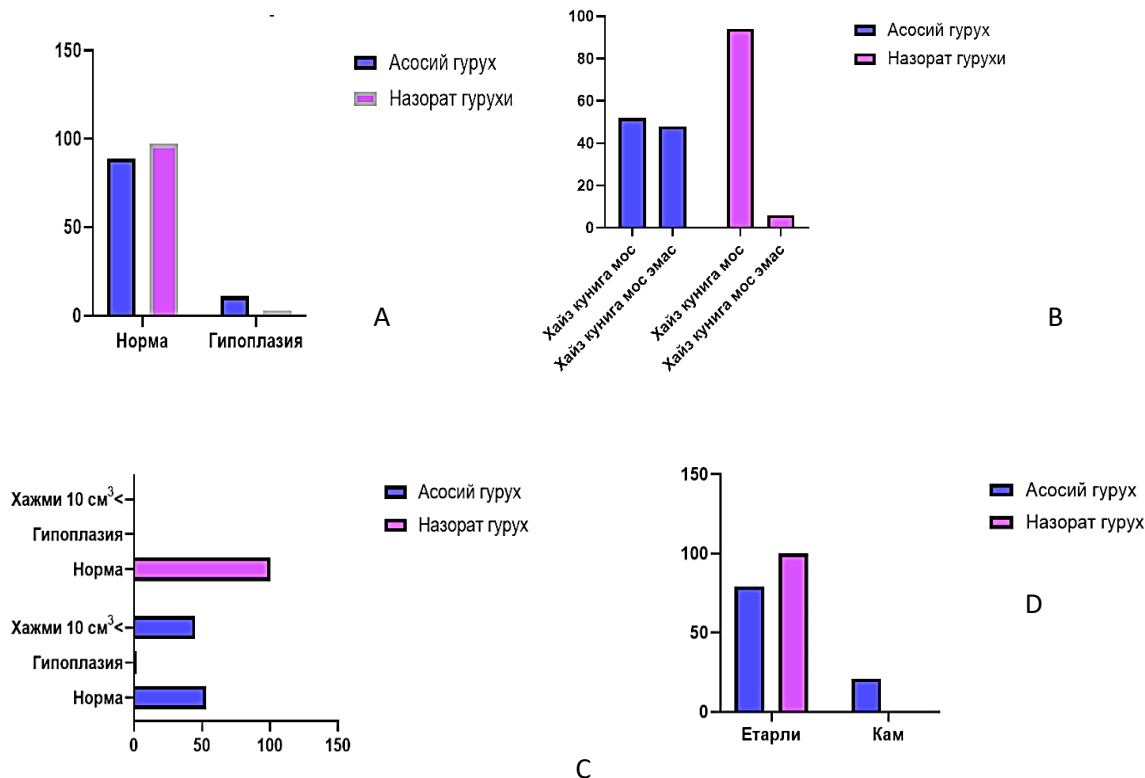 150
100
50
0
Норма
Гипоплазия
Асосий гурух
Назорат гурухи
A
100
80
60
40
20
0
Хайз кунига мос
Хайз кунига мос эмас
Хайз кунига мос
Хайз кунига мос эмас
Асосий гурух
Назорат гурухи
B
Хажми 10 см³<
Гипоплазия
Норма
Хажми 10 см³<
Гипоплазия
Норма
0 50 100 150
Асосий гурух
Назорат гурух
C
150
100
50
0
Етарли Кам
Асосий гурух
Назорат гурух
D